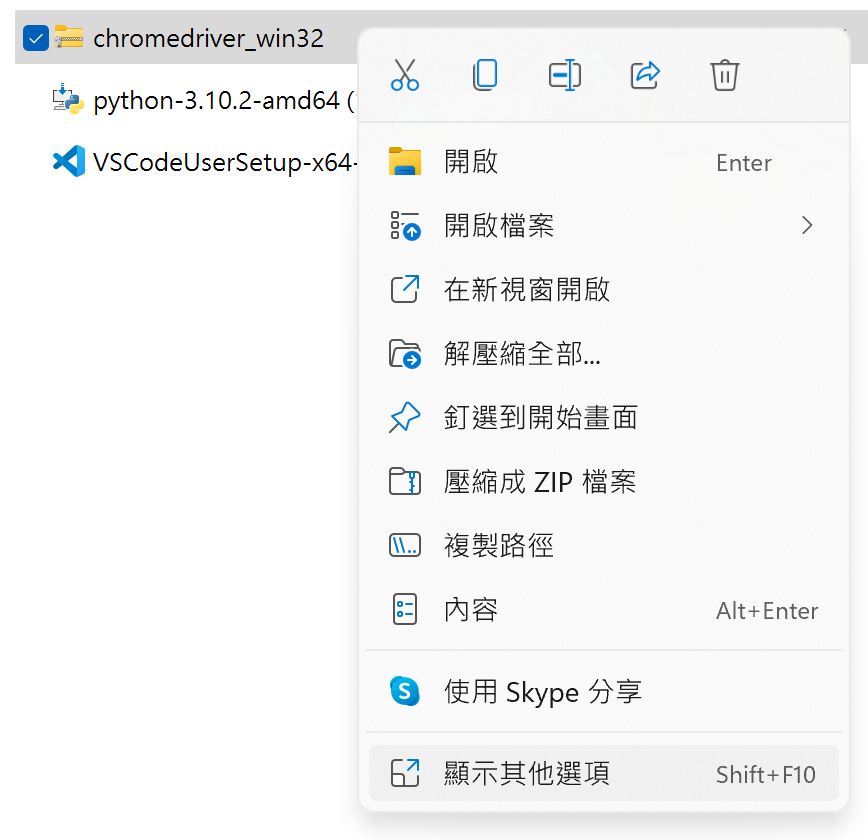 chromedriver_win32
python-3.10.2-amd64 (
VSCodeUserSetup-x64-
開啟 Enter
開啟檔案
在新視窗開啟
解壓縮全部...
釘選到開始畫面
壓縮成 ZIP 檔案
複製路徑
內容 Alt+Enter
使用 Skype 分享
顯示其他選項 Shift+F10